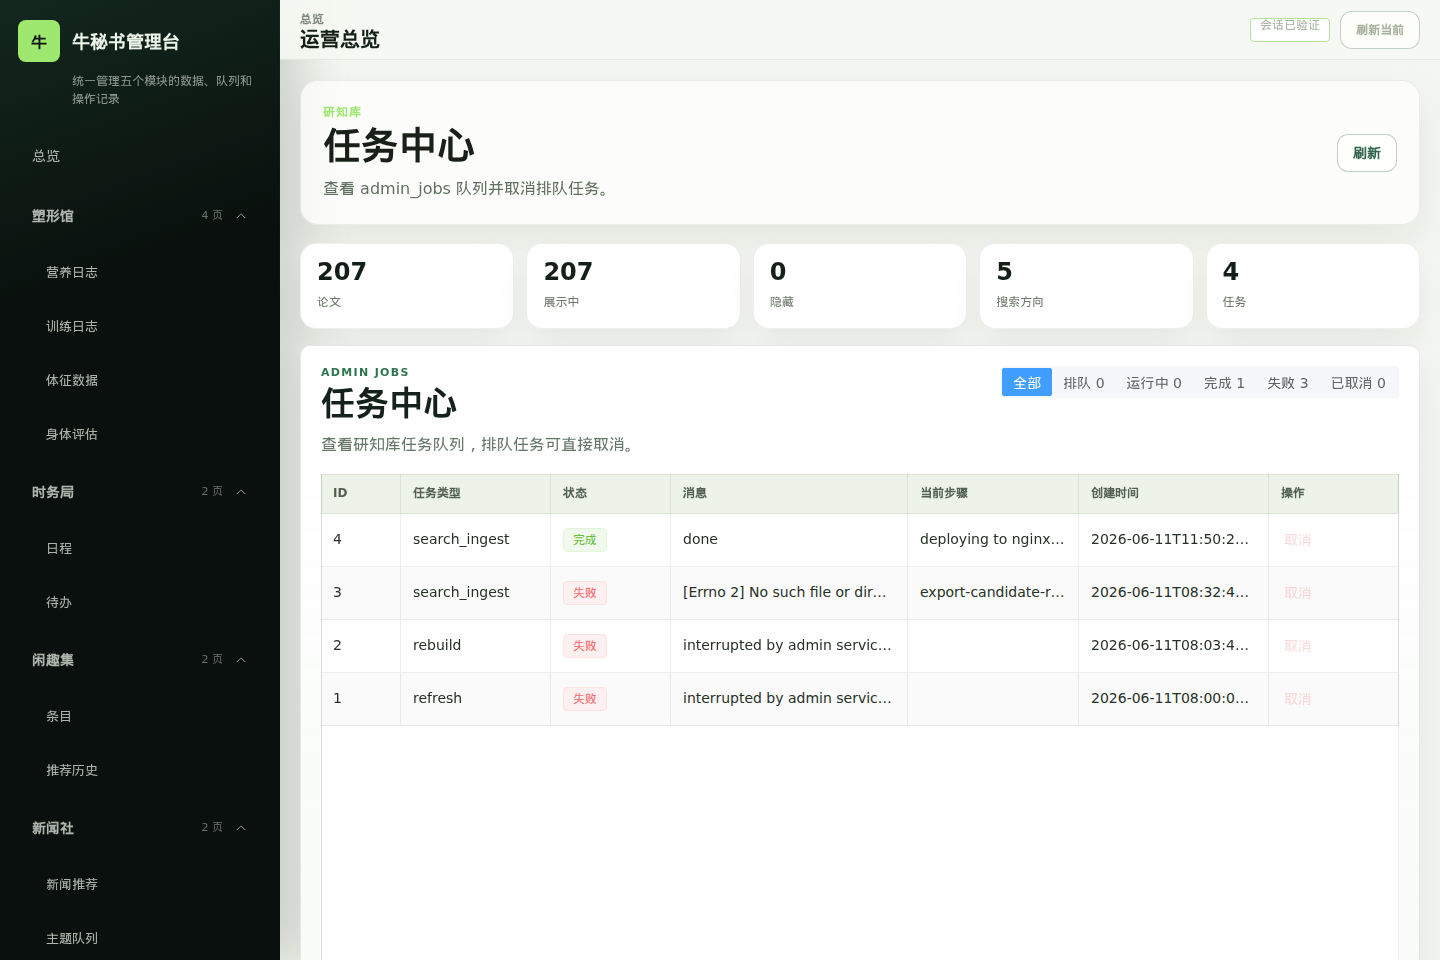 牛
牛秘书管理台
统一管理五个模块的数据、队列和
操作记录
总览
塑形馆 4 页
营养日志
训练日志
体征数据
身体评估
时务局 2 页
日程
待办
闲趣集 2 页
条目
推荐历史
新闻社 2 页
新闻推荐
主题队列
总览
运营总览
会话已验证
刷新当前
研知库
任务中心
查看 admin_jobs 队列并取消排队任务。
刷新
207
论文
207
展示中
0
隐藏
5
搜索方向
4
任务
ADMIN JOBS
任务中心
查看研知库任务队列，排队任务可直接取消。
全部 排队 0 运行中 0 完成 1 失败 3 已取消 0
ID 任务类型 状态 消息 当前步骤 创建时间 操作
4 search_ingest 完成 done deploying to nginx... 2026-06-11T11:50:2... 取消
3 search_ingest 失败 [Errno 2] No such file or dir... export-candidate-r... 2026-06-11T08:32:4... 取消
2 rebuild 失败 interrupted by admin servic... 2026-06-11T08:03:4... 取消
1 refresh 失败 interrupted by admin servic... 2026-06-11T08:00:0... 取消